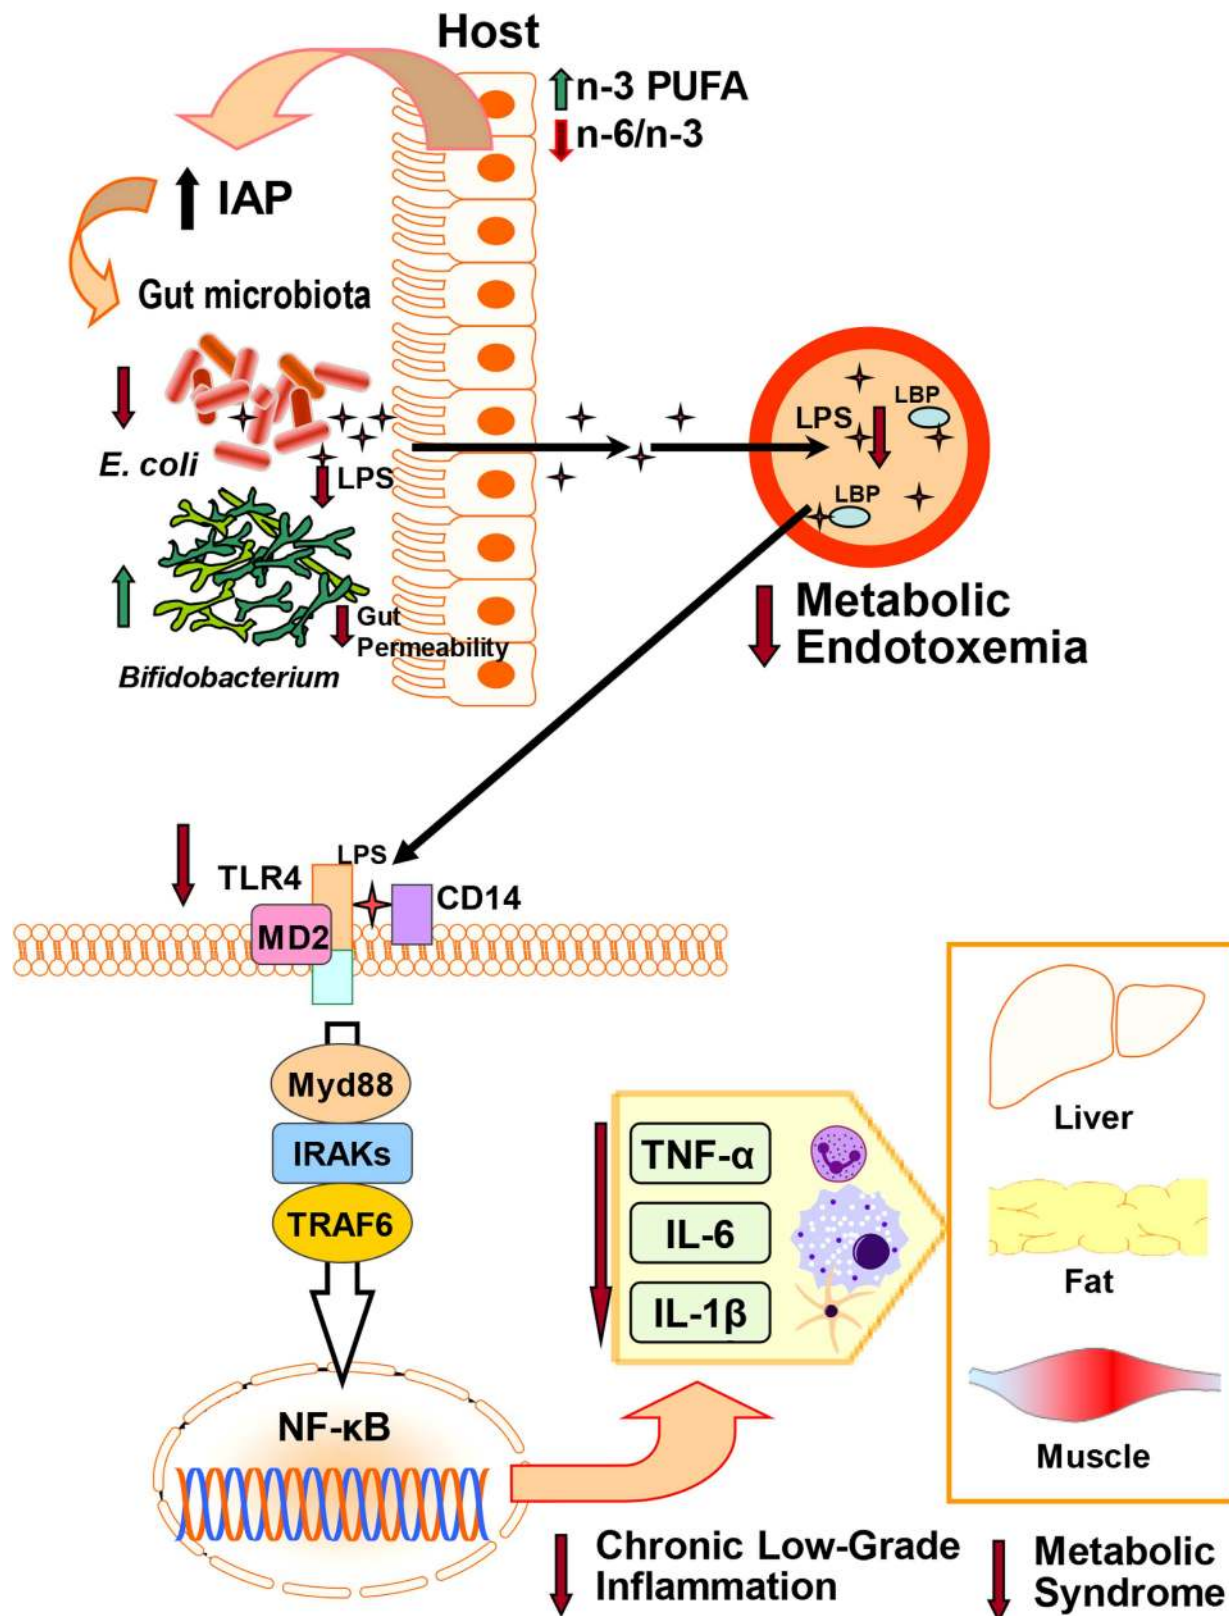 Host
n-3 PUFA
n-6/n-3
IAP
Gut microbiota
E. coli
LPS
Gut
Permeability
Bifidobacterium
LPS
LBP
LBP
Metabolic
Endotoxemia
LPS
TLR4
CD14
MD2
Myd88
IRAKs
TRAF6
NF-κB
TNF-α
IL-6
IL-1β
Liver
Fat
Muscle
Chronic Low-Grade
Inflammation
Metabolic
Syndrome